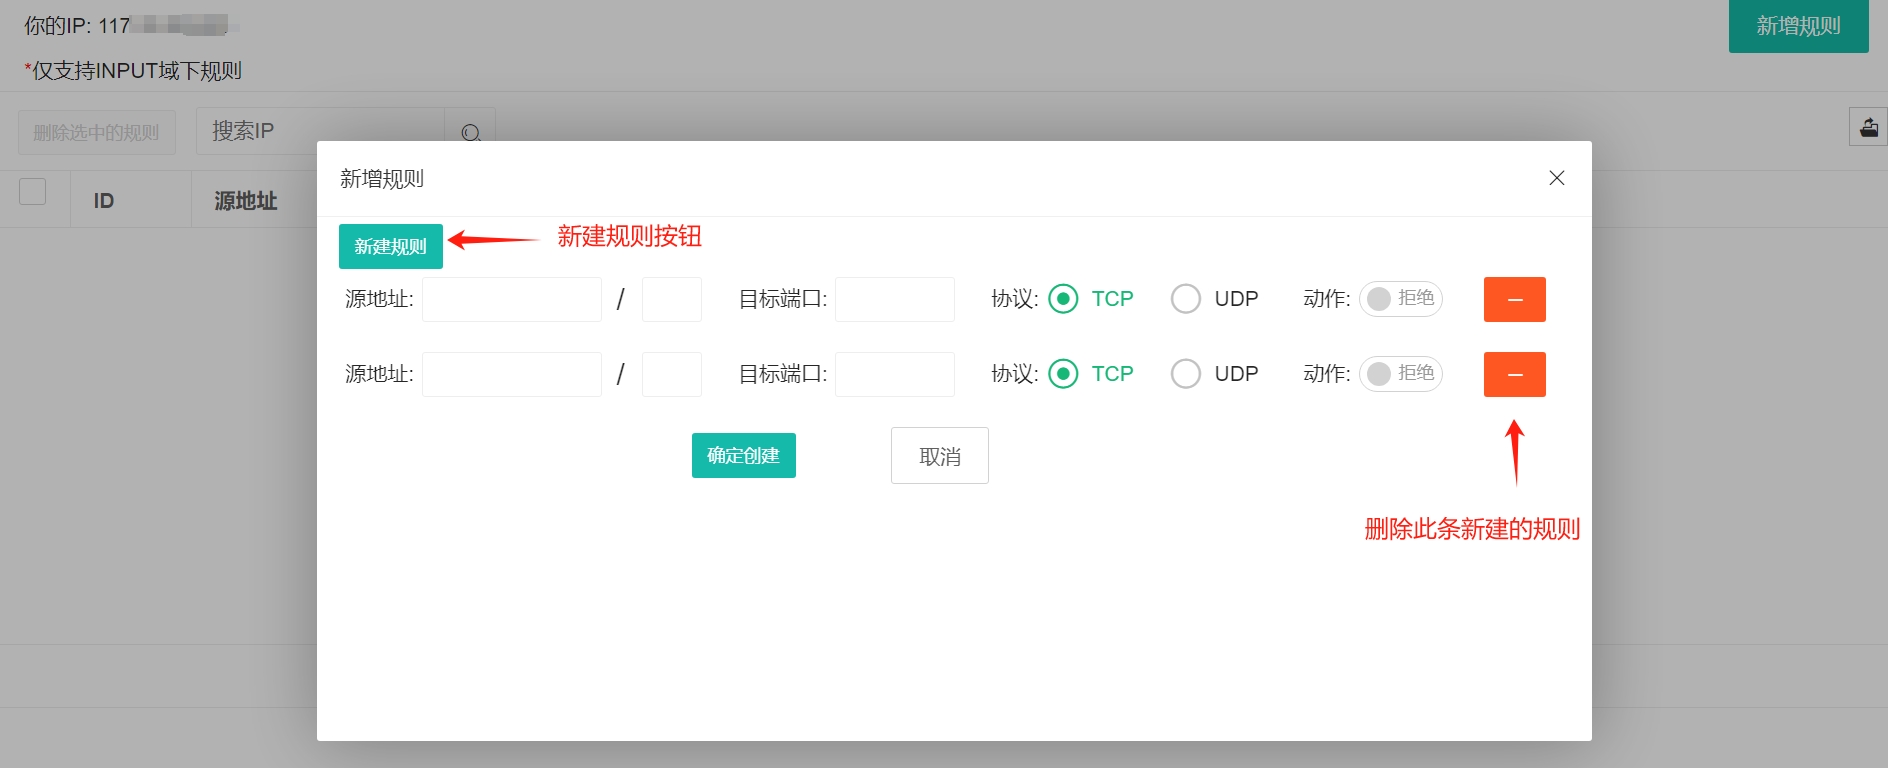 你的IP: 117
新增规则
*仅支持INPUT域下规则
删除选中的规则
搜索IP
ID
源地址
新增规则
新建规则
新建规则按钮
源地址: / 目标端口: 协议: TCP UDP 动作: 拒绝
源地址: / 目标端口: 协议: TCP UDP 动作: 拒绝
确定创建
取消
删除此条新建的规则